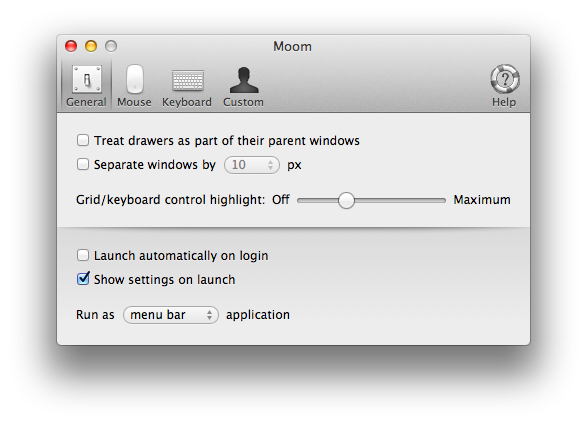 Moom
General Mouse Keyboard Custom Help
Treat drawers as part of their parent windows
Separate windows by 10 px
Grid/keyboard control highlight: Off Maximum
Launch automatically on login
Show settings on launch
Run as menu bar application